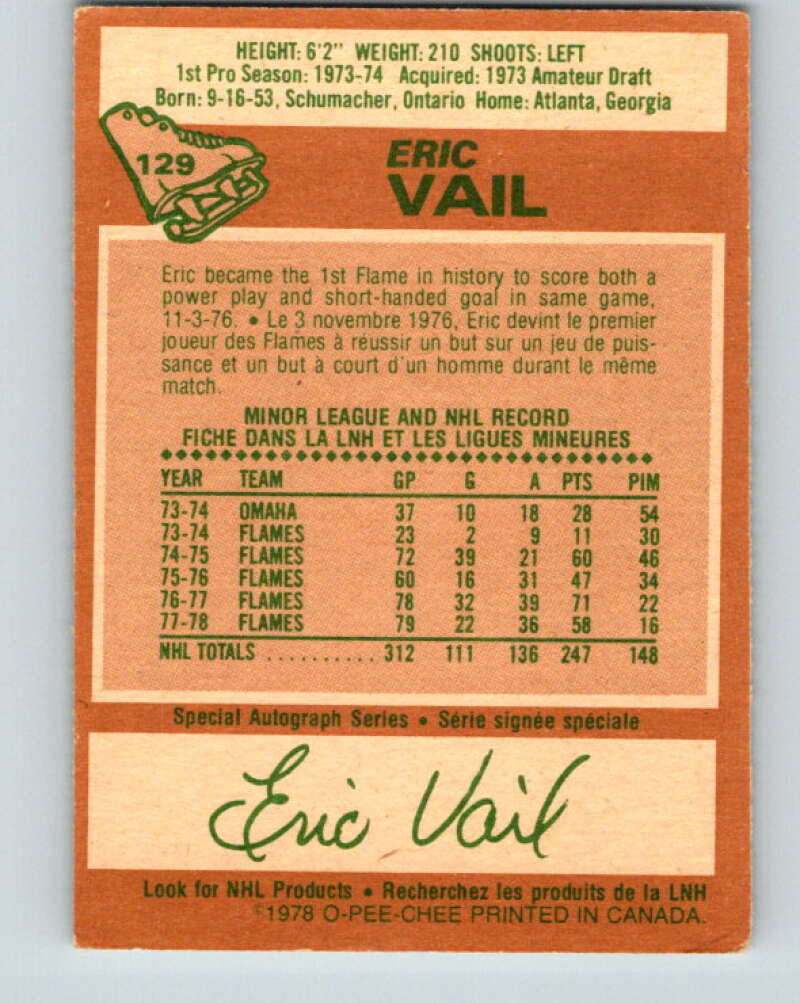 HEIGHT: 6'2" WEIGHT: 210 SHOOTS: LEFT
1st Pro Season: 1973-74 Acquired: 1973 Amateur Draft
Born: 9-16-53, Schumacher, Ontario Home: Atlanta, Georgia
129
ERIC
VAIL
Eric became the 1st Flame in history to score both a
power play and short-handed goal in same game,
11-3-76. • Le 3 novembre 1976, Eric devint le premier
joueur des Flames à réussir un but sur un jeu de puis-
sance et un but à court d'un homme durant le même
match.
MINOR LEAGUE AND NHL RECORD
FICHE DANS LA LNH ET LES LIGUES MINEURES
YEAR TEAM GP G A PTS PIM
73-74 OMAHA 37 10 18 28 54
73-74 FLAMES 23 2 9 11 30
74-75 FLAMES 72 39 21 60 46
75-76 FLAMES 60 16 31 47 34
76-77 FLAMES 78 32 39 71 22
77-78 FLAMES 79 22 36 58 16
NHL TOTALS .......... 312 111 136 247 148
Special Autograph Series • Série signée spéciale
Eric Vail
Look for NHL Products • Recherchez les produits de la LNH
©1978 O-PEE-CHEE PRINTED IN CANADA.